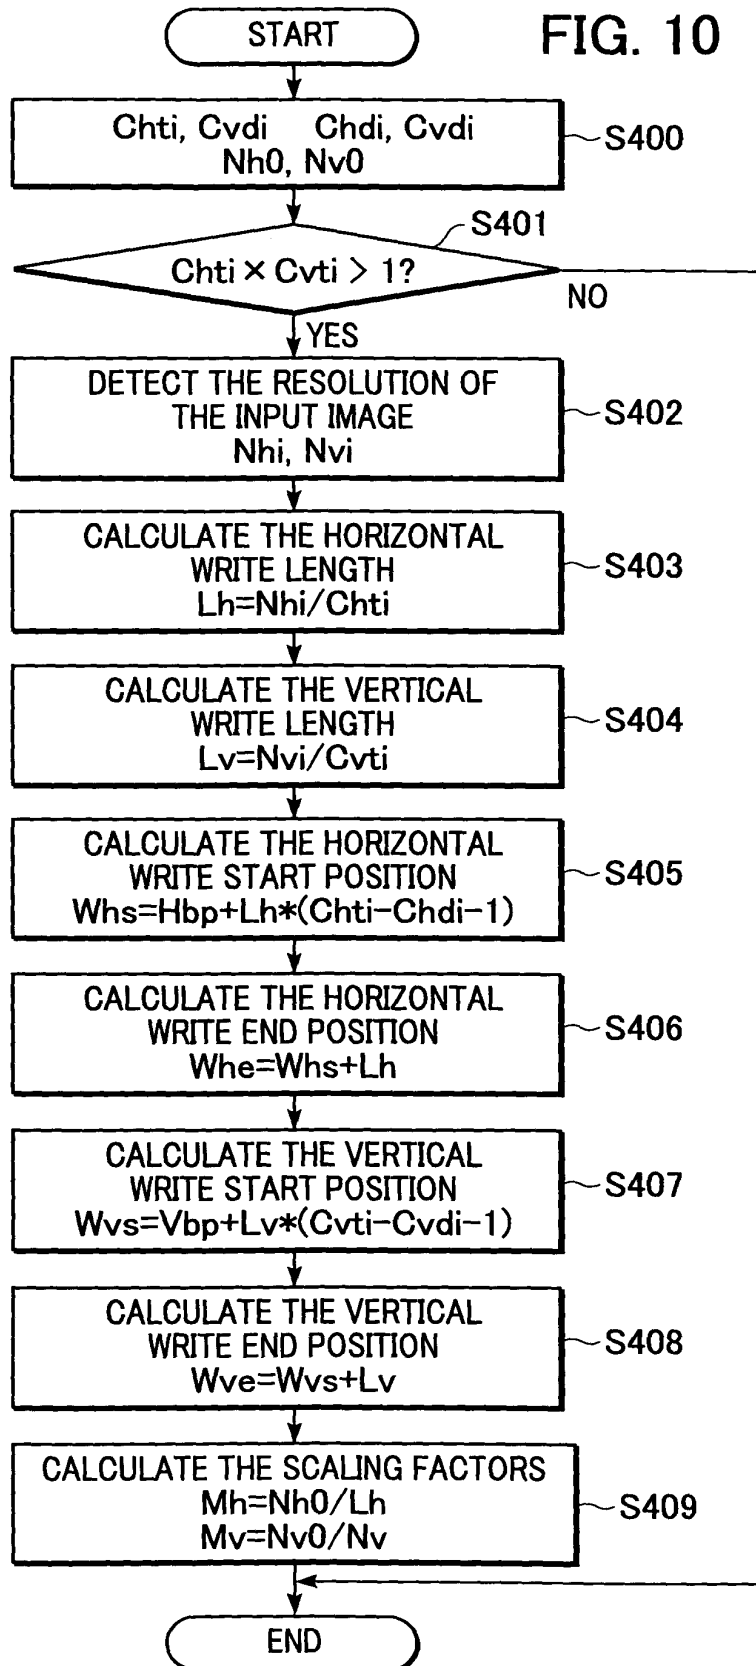 FIG. 10
START
Chti, Cvdi Chdi, Cvdi
Nh0, Nv0
S400
S401
Chti × Cvti > 1?
NO
YES
DETECT THE RESOLUTION OF
THE INPUT IMAGE
Nhi, Nvi
S402
CALCULATE THE HORIZONTAL
WRITE LENGTH
Lh=Nhi/Chti
S403
CALCULATE THE VERTICAL
WRITE LENGTH
Lv=Nvi/Cvti
S404
CALCULATE THE HORIZONTAL
WRITE START POSITION
Whs=Hbp+Lh*(Chti-Chdi-1)
S405
CALCULATE THE HORIZONTAL
WRITE END POSITION
Whe=Whs+Lh
S406
CALCULATE THE VERTICAL
WRITE START POSITION
Wvs=Vbp+Lv*(Cvti-Cvdi-1)
S407
CALCULATE THE VERTICAL
WRITE END POSITION
Wve=Wvs+Lv
S408
CALCULATE THE SCALING FACTORS
Mh=Nh0/Lh
Mv=Nv0/Nv
S409
END